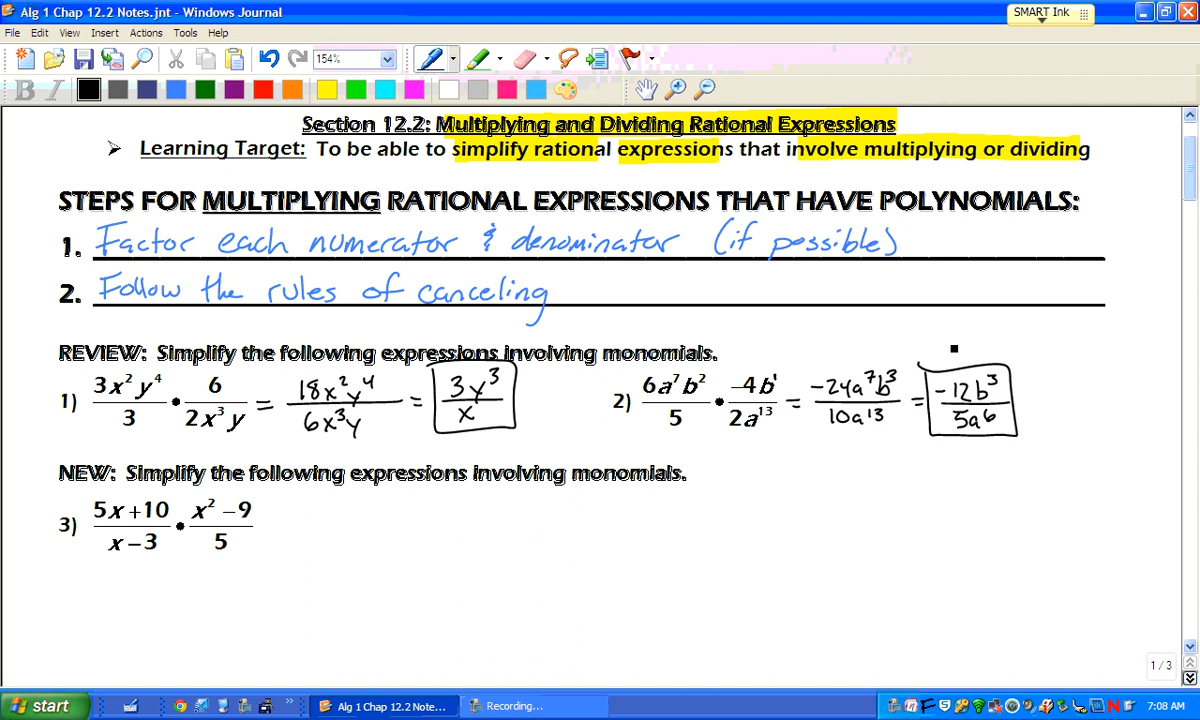 Alg 1 Chap 12.2 Notes.jnt - Windows Journal
SMART Ink
File Edit View Insert Actions Tools Help
154%
B I
Section 12.2: Multiplying and Dividing Rational Expressions
➢ Learning Target: To be able to simplify rational expressions that involve multiplying or dividing
STEPS FOR MULTIPLYING RATIONAL EXPRESSIONS THAT HAVE POLYNOMIALS:
1. Factor each numerator & denominator (if possible)
2. Follow the rules of canceling
REVIEW: Simplify the following expressions involving monomials.
1) 3x² y⁴ / 3 • 6 / 2x³ y = 18x²y⁴ / 6x³y = 3y³ / x
2) 6a⁷ b² / 5 • -4b¹ / 2a¹³ = -24a⁷b³ / 10a¹³ = -12b³ / 5a⁶
NEW: Simplify the following expressions involving monomials.
3) 5x +10 / x – 3 • x² – 9 / 5
1 / 3
start
Alg 1 Chap 12.2 Note...
Recording...
7:08 AM